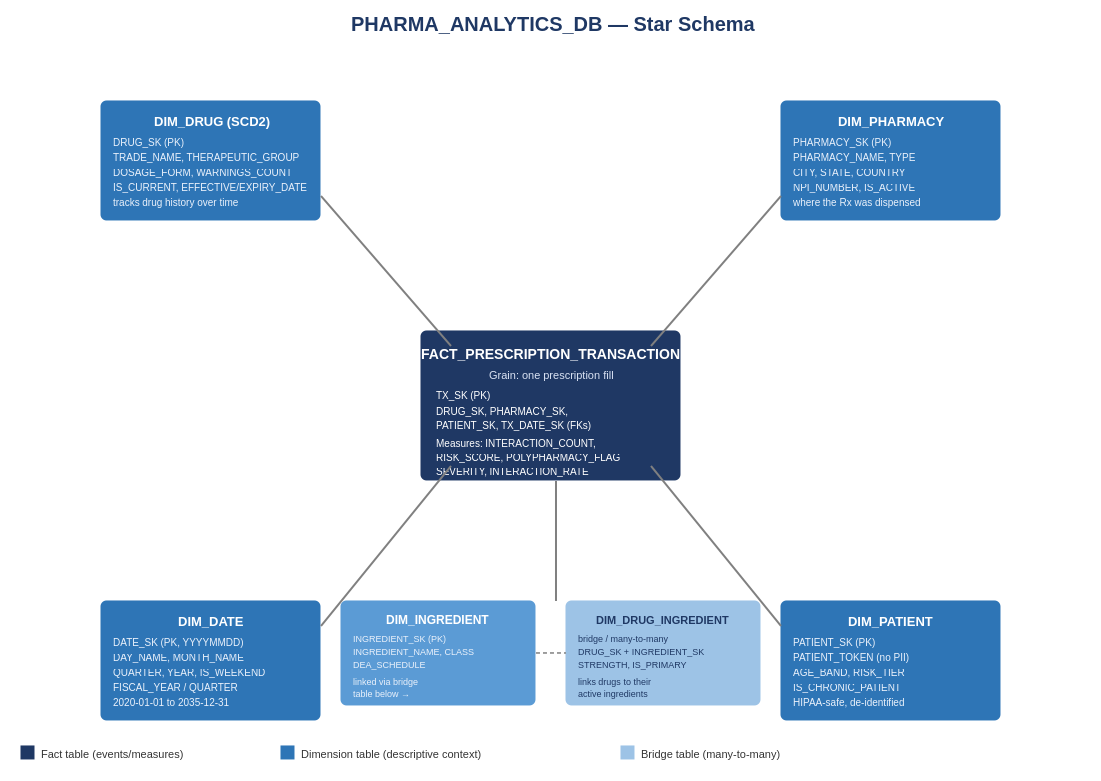 PHARMA_ANALYTICS_DB — Star Schema
DIM_DRUG (SCD2)
DRUG_SK (PK)
TRADE_NAME, THERAPEUTIC_GROUP
DOSAGE_FORM, WARNINGS_COUNT
IS_CURRENT, EFFECTIVE/EXPIRY_DATE
tracks drug history over time
DIM_PHARMACY
PHARMACY_SK (PK)
PHARMACY_NAME, TYPE
CITY, STATE, COUNTRY
NPI_NUMBER, IS_ACTIVE
where the Rx was dispensed
FACT_PRESCRIPTION_TRANSACTION
Grain: one prescription fill
TX_SK (PK)
DRUG_SK, PHARMACY_SK,
PATIENT_SK, TX_DATE_SK (FKs)
Measures: INTERACTION_COUNT,
RISK_SCORE, POLYPHARMACY_FLAG
SEVERITY, INTERACTION_RATE
DIM_DATE
DATE_SK (PK, YYYYMMDD)
DAY_NAME, MONTH_NAME
QUARTER, YEAR, IS_WEEKEND
FISCAL_YEAR / QUARTER
2020-01-01 to 2035-12-31
DIM_INGREDIENT
INGREDIENT_SK (PK)
INGREDIENT_NAME, CLASS
DEA_SCHEDULE
linked via bridge
table below →
DIM_DRUG_INGREDIENT
bridge / many-to-many
DRUG_SK + INGREDIENT_SK
STRENGTH, IS_PRIMARY
links drugs to their
active ingredients
DIM_PATIENT
PATIENT_SK (PK)
PATIENT_TOKEN (no PII)
AGE_BAND, RISK_TIER
IS_CHRONIC_PATIENT
HIPAA-safe, de-identified
Fact table (events/measures)
Dimension table (descriptive context)
Bridge table (many-to-many)